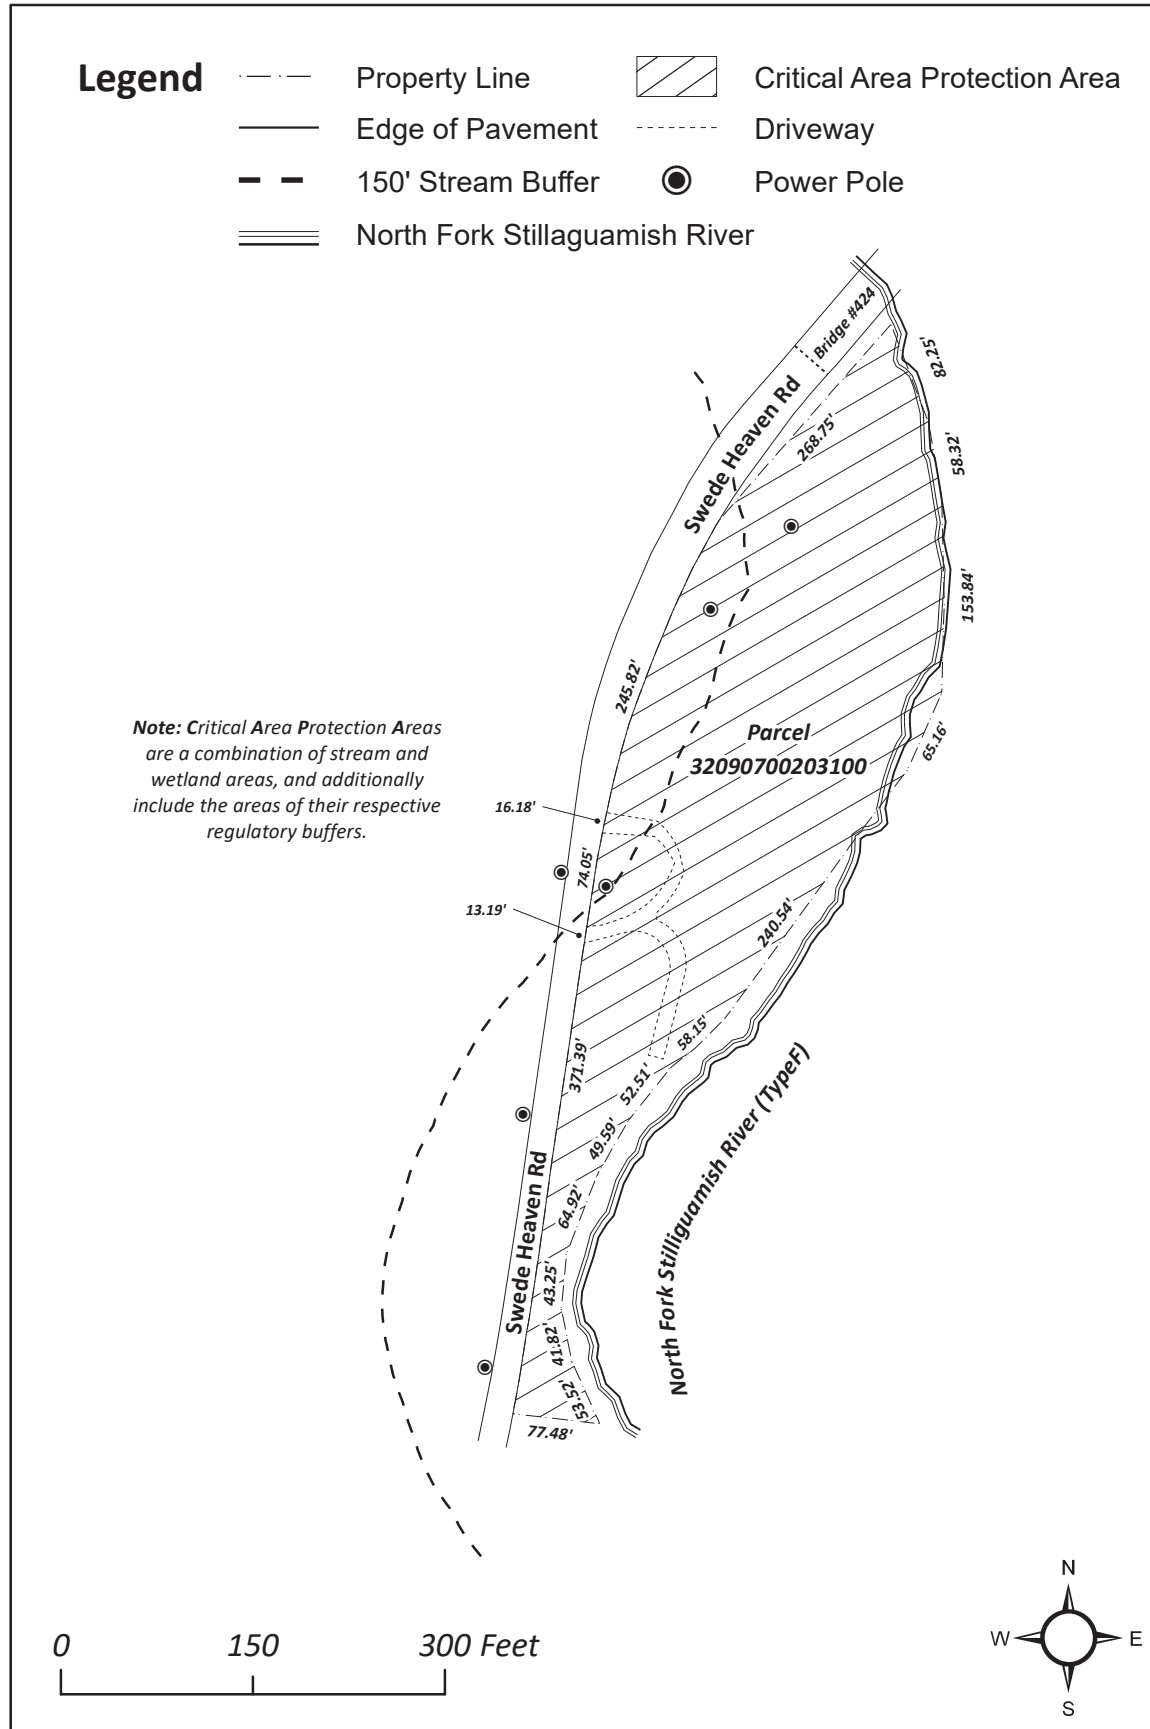 Legend
Property Line
Critical Area Protection Area
Edge of Pavement
Driveway
150' Stream Buffer
Power Pole
North Fork Stillaguamish River
Bridge #424
82.25'
Swede Heaven Rd
268.75'
58.32'
153.84'
245.82'
Note: Critical Area Protection Areas
are a combination of stream and
wetland areas, and additionally
include the areas of their respective
regulatory buffers.
Parcel
32090700203100
65.16'
16.18'
74.05'
13.19'
240.54'
58.15'
371.39'
52.51'
49.59'
64.92'
Swede Heaven Rd
43.25'
41.82'
53.52'
77.48'
North Fork Stilliguamish River (TypeF)
N
W
E
S
0
150
300 Feet